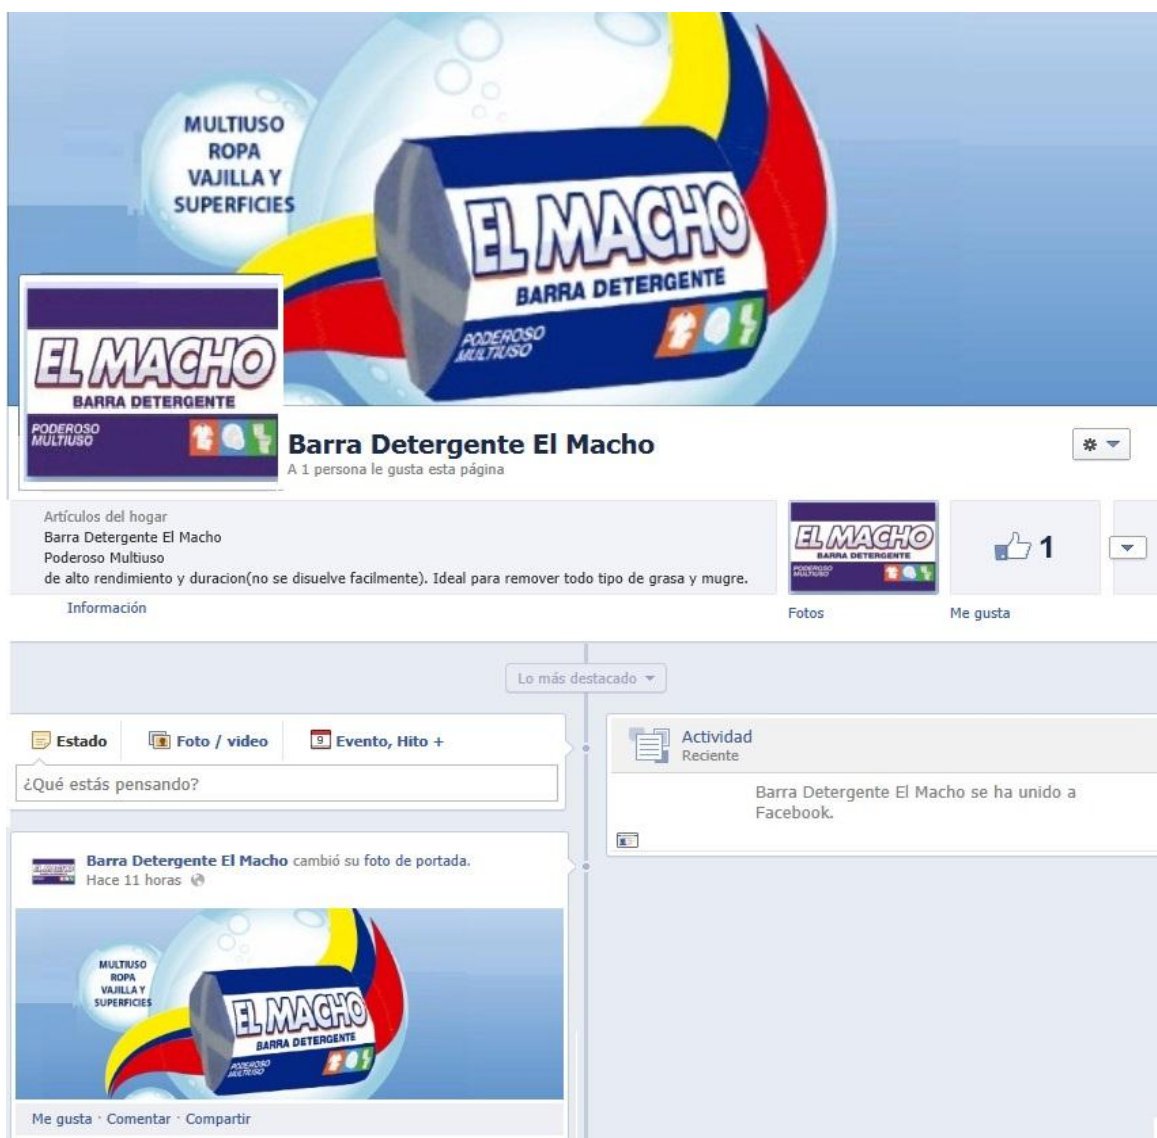 MULTIUSO
ROPA
VAJILLA Y
SUPERFICIES
EL MACHO
BARRA DETERGENTE
PODEROSO
MULTIUSO
EL MACHO
BARRA DETERGENTE
PODEROSO
MULTIUSO
Barra Detergente El Macho
A 1 persona le gusta esta página
Artículos del hogar
Barra Detergente El Macho
Poderoso Multiuso
de alto rendimiento y duracion(no se disuelve facilmente). Ideal para remover todo tipo de grasa y mugre.
Información
EL MACHO
BARRA DETERGENTE
PODEROSO
MULTIUSO
Fotos
1
Me gusta
Lo más destacado
Estado
Foto / video
9
Evento, Hito +
¿Qué estás pensando?
Actividad
Reciente
Barra Detergente El Macho se ha unido a
Facebook.
Barra Detergente El Macho cambió su foto de portada.
Hace 11 horas
MULTIUSO
ROPA
VAJILLA Y
SUPERFICIES
EL MACHO
BARRA DETERGENTE
PODEROSO
MULTIUSO
Me gusta · Comentar · Compartir